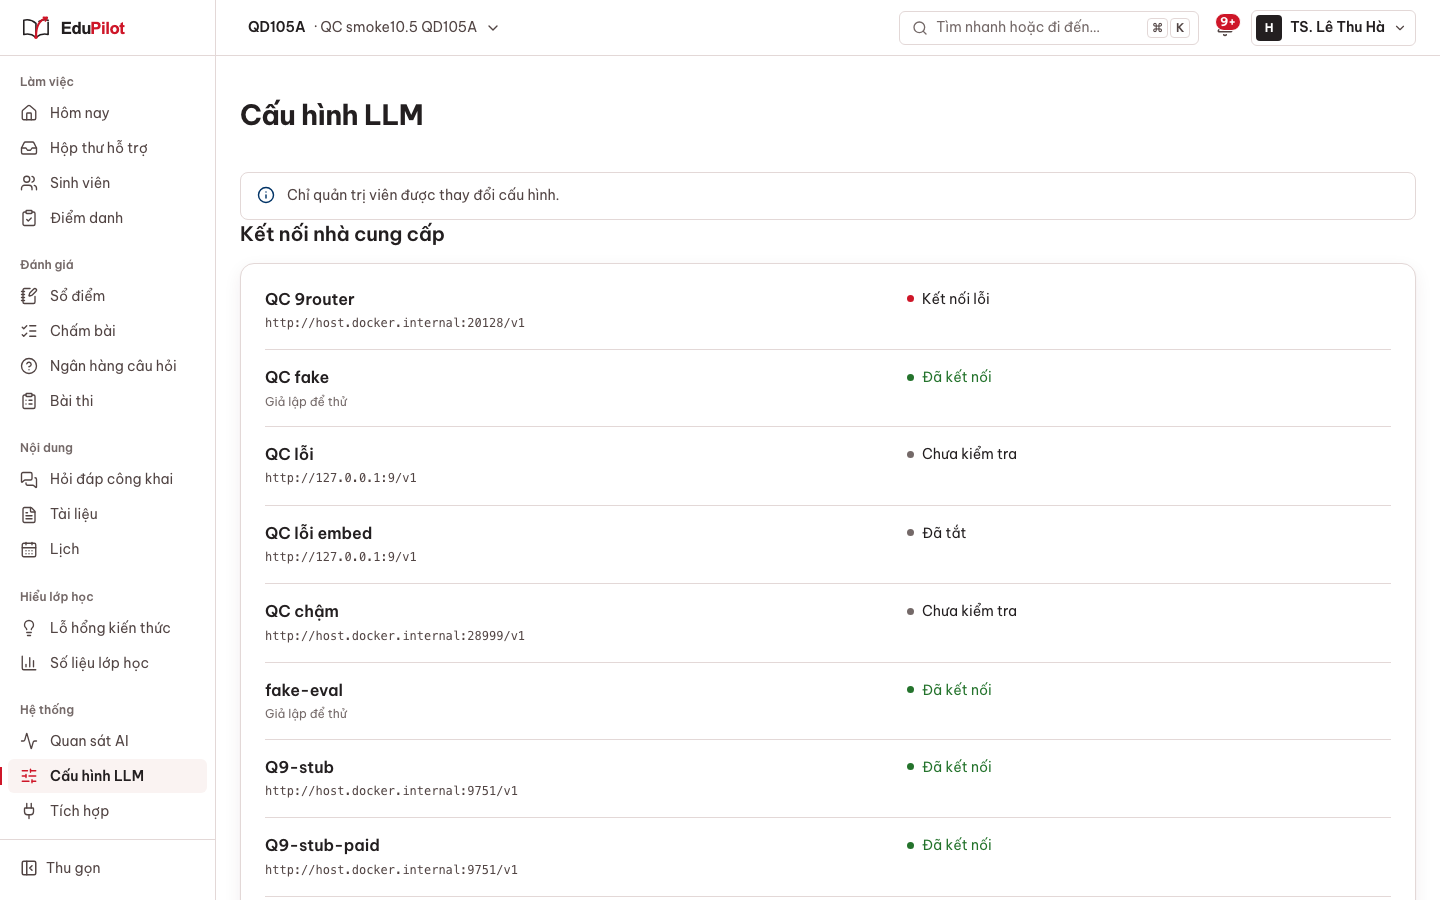 EduPilot
QD105A · QC smoke10.5 QD105A
Tìm nhanh hoặc đi đến...
⌘ K
9+
H
TS. Lê Thu Hà
Làm việc
Hôm nay
Hộp thư hỗ trợ
Sinh viên
Điểm danh
Đánh giá
Sổ điểm
Chấm bài
Ngân hàng câu hỏi
Bài thi
Nội dung
Hỏi đáp công khai
Tài liệu
Lịch
Hiểu lớp học
Lỗ hổng kiến thức
Số liệu lớp học
Hệ thống
Quan sát AI
Cấu hình LLM
Tích hợp
Thu gọn
Cấu hình LLM
Chỉ quản trị viên được thay đổi cấu hình.
Kết nối nhà cung cấp
QC 9router
Kết nối lỗi
http://host.docker.internal:20128/v1
QC fake
Đã kết nối
Giả lập để thử
QC lỗi
Chưa kiểm tra
http://127.0.0.1:9/v1
QC lỗi embed
Đã tắt
http://127.0.0.1:9/v1
QC chậm
Chưa kiểm tra
http://host.docker.internal:28999/v1
fake-eval
Đã kết nối
Giả lập để thử
Q9-stub
Đã kết nối
http://host.docker.internal:9751/v1
Q9-stub-paid
Đã kết nối
http://host.docker.internal:9751/v1